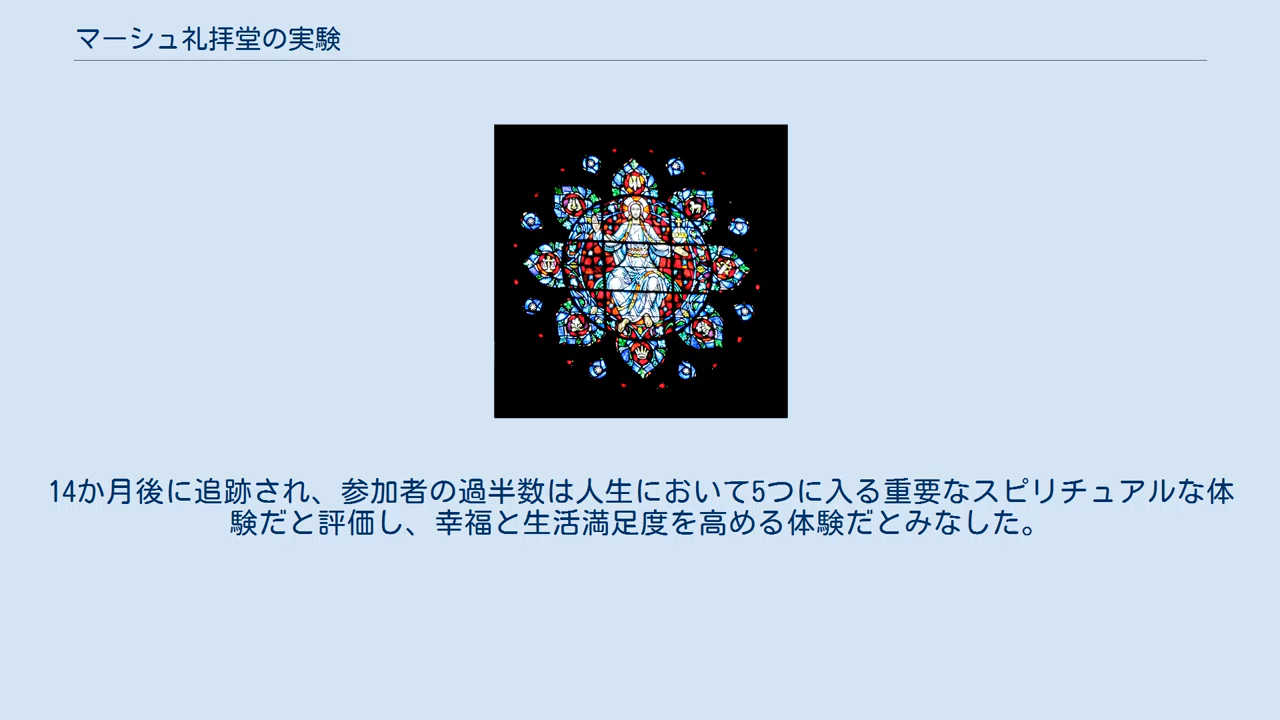 マーシュ礼拝堂の実験
14か月後に追跡され、参加者の過半数は人生において5つに入る重要なスピリチュアルな体
験だと評価し、幸福と生活満足度を高める体験だとみなした。